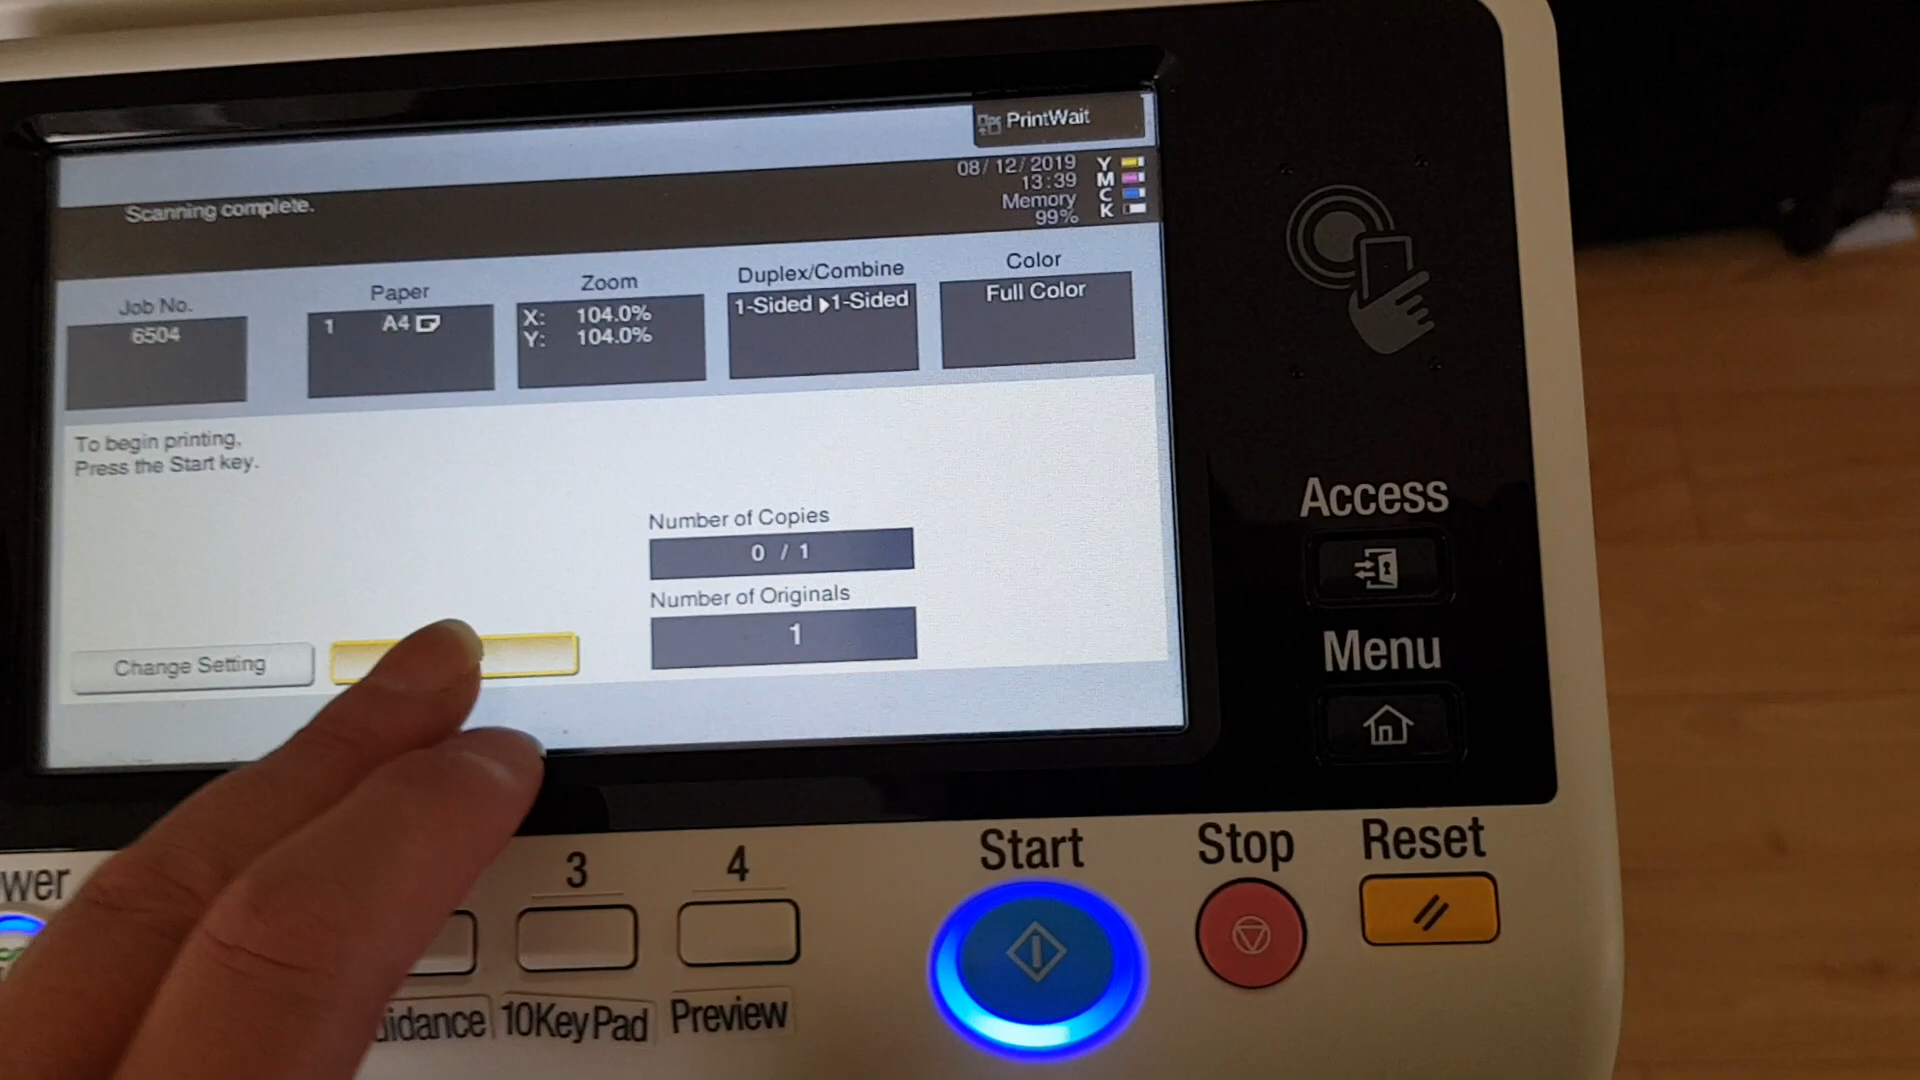 PrintWait
08/12/2019
13:39
Memory
99%
Y
M
C
K
Scanning complete.
Job No.
6504
Paper
1 A4
Zoom
X: 104.0%
Y: 104.0%
Duplex/Combine
1-Sided 1-Sided
Color
Full Color
To begin printing,
Press the Start key.
Number of Copies
0 / 1
Number of Originals
1
Change Setting
Access
Menu
wer
3
4
Start
Stop
Reset
uidance
10KeyPad
Preview